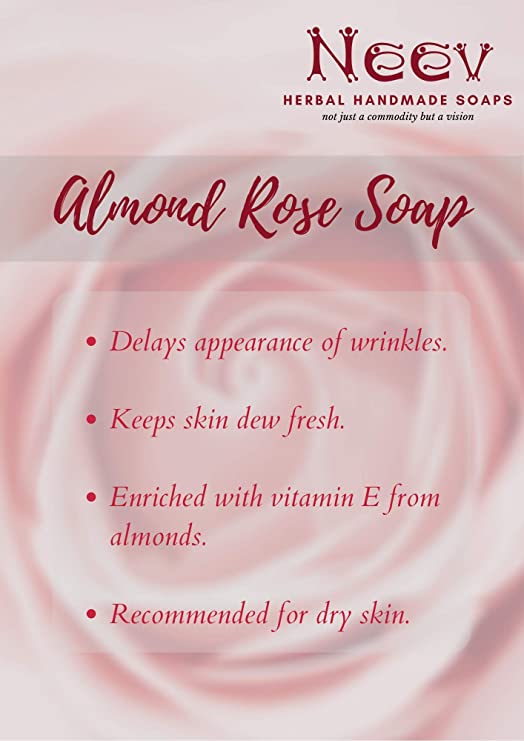 Neev
HERBAL HANDMADE SOAPS
not just a commodity but a vision
Almond Rose Soap
• Delays appearance of wrinkles.
• Keeps skin dew fresh.
• Enriched with vitamin E from
almonds.
• Recommended for dry skin.